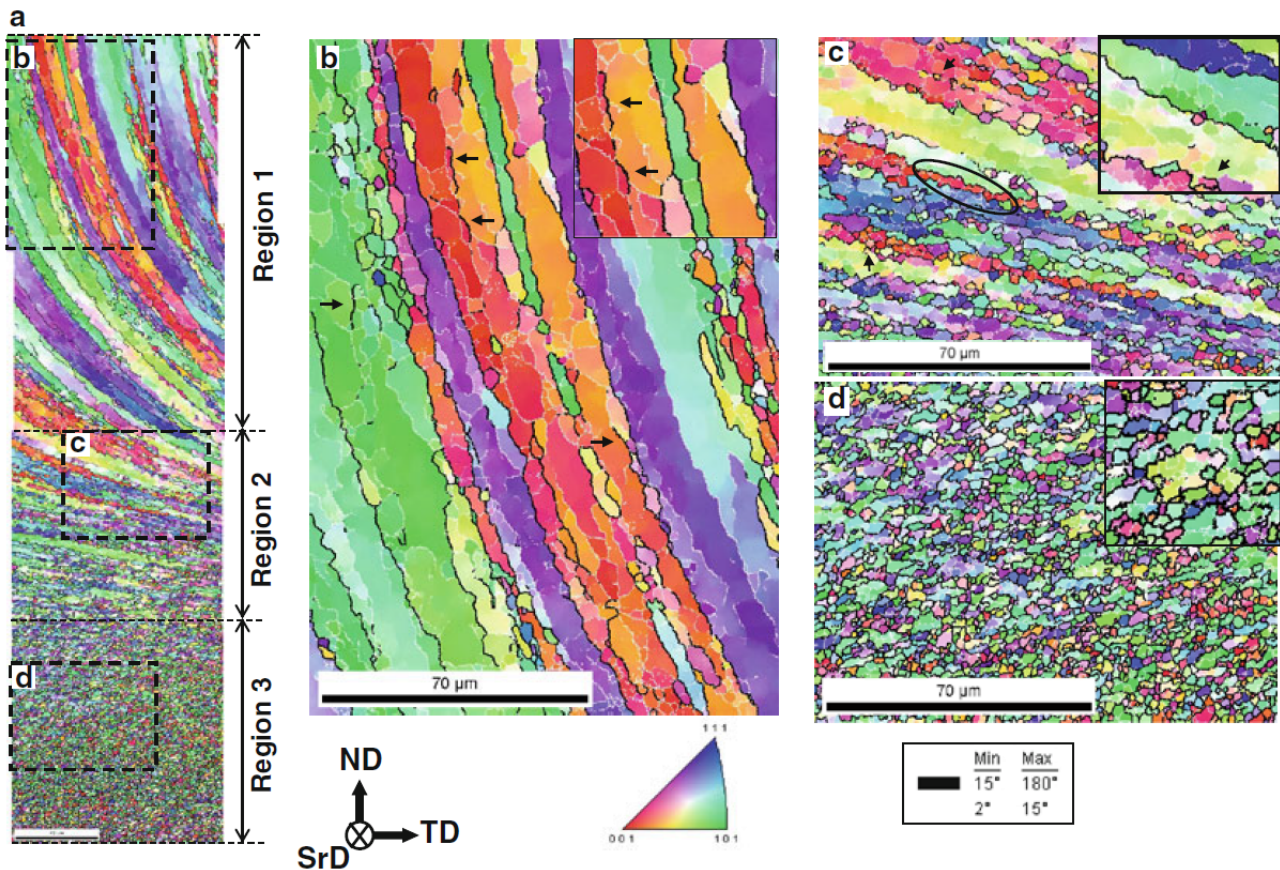 a
b
Region 1
c
Region 2
d
Region 3
b
70 µm
c
70 µm
d
70 µm
ND
TD
SrD
111
001
101
Min Max
15° 180°
2° 15°